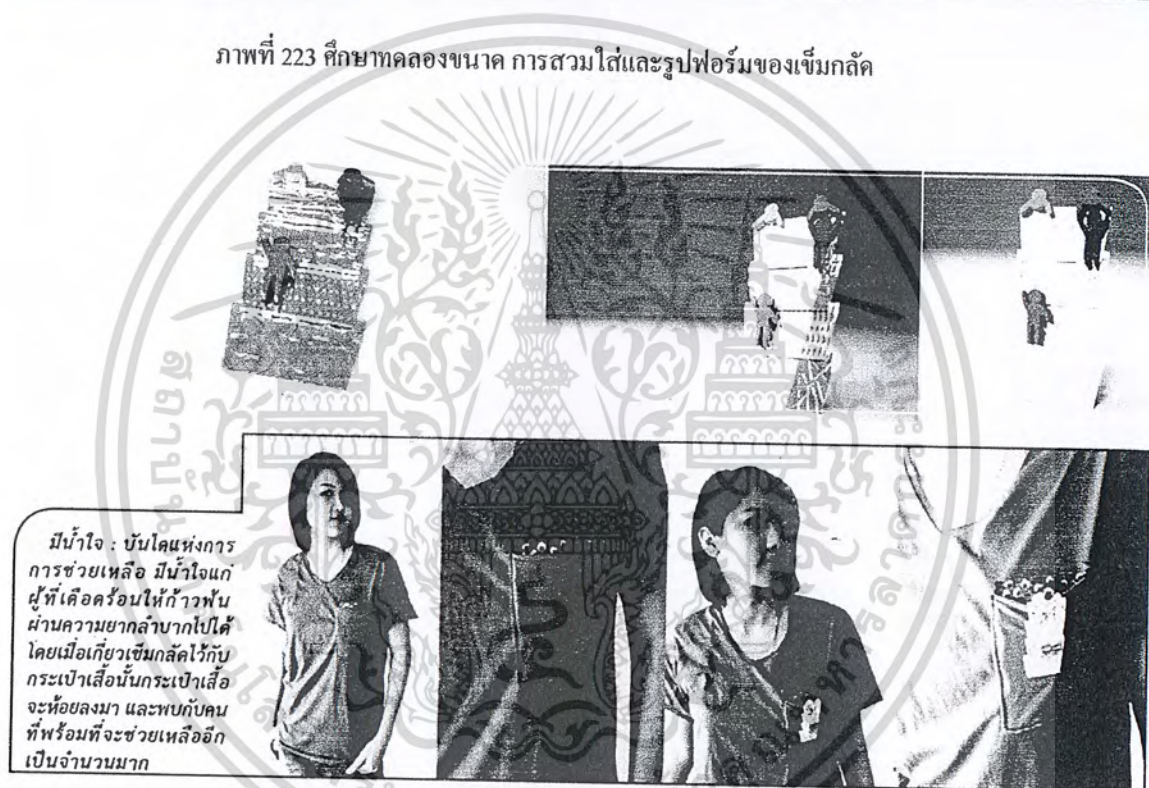 ภาพที่ 223 ศึกษาทดลองขนาด การสวมใส่และรูปฟอร์มของเข็มกลัด
มีน้ำใจ : บันไดแห่งการ
การช่วยเหลือ มีน้ำใจแก่
ผู้ที่เดือดร้อนให้ก้าวพ้น
ผ่านความยากลำบากไปได้
โดยเมื่อเกี่ยวเข็มกลัดไว้กับ
กระเป๋าเสื้อนั้นกระเป๋าเสื้อ
จะห้อยลงมา และพบกับคน
ที่พร้อมที่จะช่วยเหลืออีก
เป็นจำนวนมาก
สถาบัน